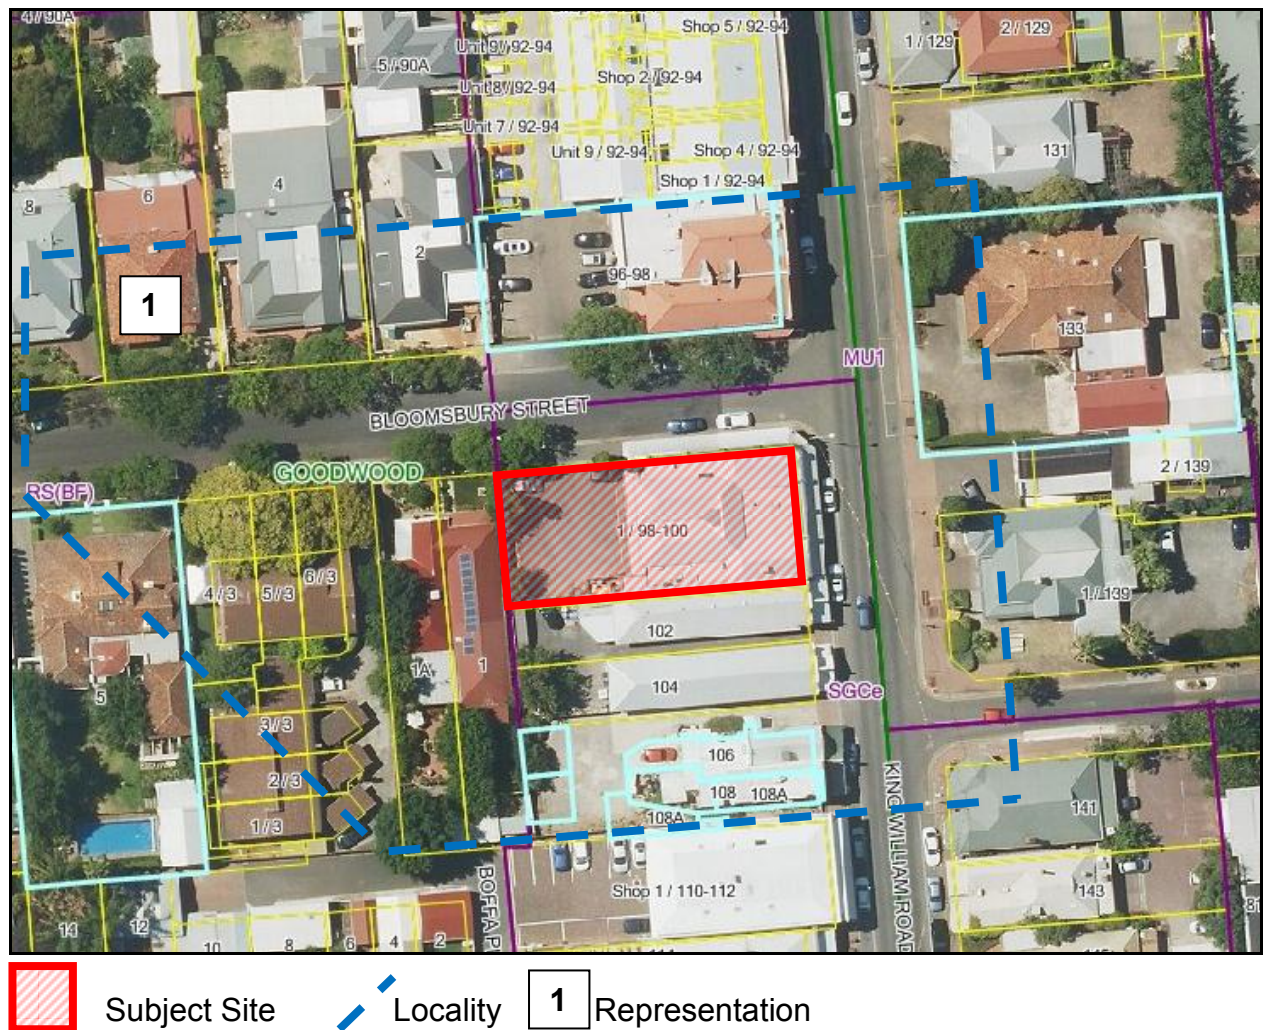 4 / 90A
5 / 90A
Unit 9 / 92-94
Unit 8 / 92-94
Unit 7 / 92-94
Shop 5 / 92-94
Shop 2 / 92-94
Unit 9 / 92-94
Shop 4 / 92-94
Shop 1 / 92-94
1 / 129
2 / 129
131
8
6
4
2
1
96-98
133
MU1
BLOOMSBURY STREET
GOODWOOD
RS(BF)
2 / 139
1 / 98-100
4 / 3
5 / 3
6 / 3
1 / 139
102
1A
1
104
SGCe
5
3 / 3
2 / 3
1 / 3
106
108
108A
108A
141
KING WILLIAM ROAD
BOFFA P
Shop 1 / 110-112
143
14
12
10
8
6
4
2
81
Subject Site
Locality
1
Representation